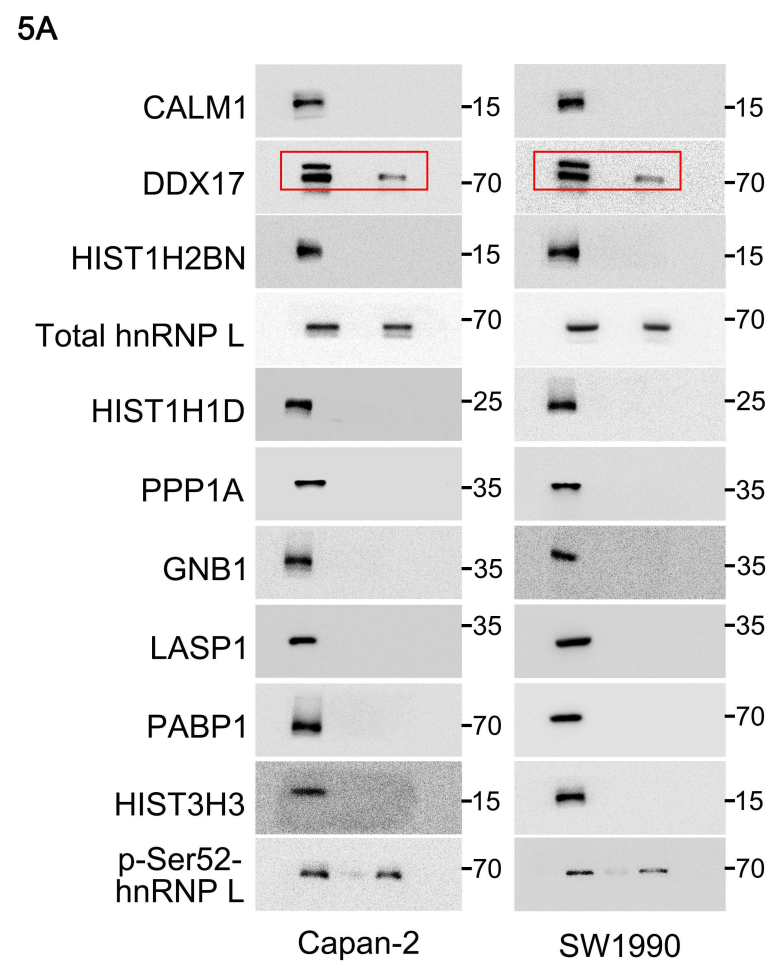 5A
CALM1 -15 -15
DDX17 -70 -70
HIST1H2BN -15 -15
Total hnRNP L -70 -70
HIST1H1D -25 -25
PPP1A -35 -35
GNB1 -35 -35
LASP1 -35 -35
PABP1 -70 -70
HIST3H3 -15 -15
p-Ser52-
hnRNP L -70 -70
Capan-2 SW1990